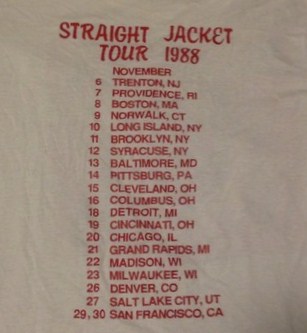 STRAIGHT JACKET
TOUR 1988
NOVEMBER
6 TRENTON, NJ
7 PROVIDENCE, RI
8 BOSTON, MA
9 NORWALK, CT
10 LONG ISLAND, NY
11 BROOKLYN, NY
12 SYRACUSE, NY
13 BALTIMORE, MD
14 PITTSBURG, PA
15 CLEVELAND, OH
16 COLUMBUS, OH
18 DETROIT, MI
19 CINCINNATI, OH
20 CHICAGO, IL
21 GRAND RAPIDS, MI
22 MADISON, WI
23 MILWAUKEE, WI
26 DENVER, CO
27 SALT LAKE CITY, UT
29, 30 SAN FRANCISCO, CA